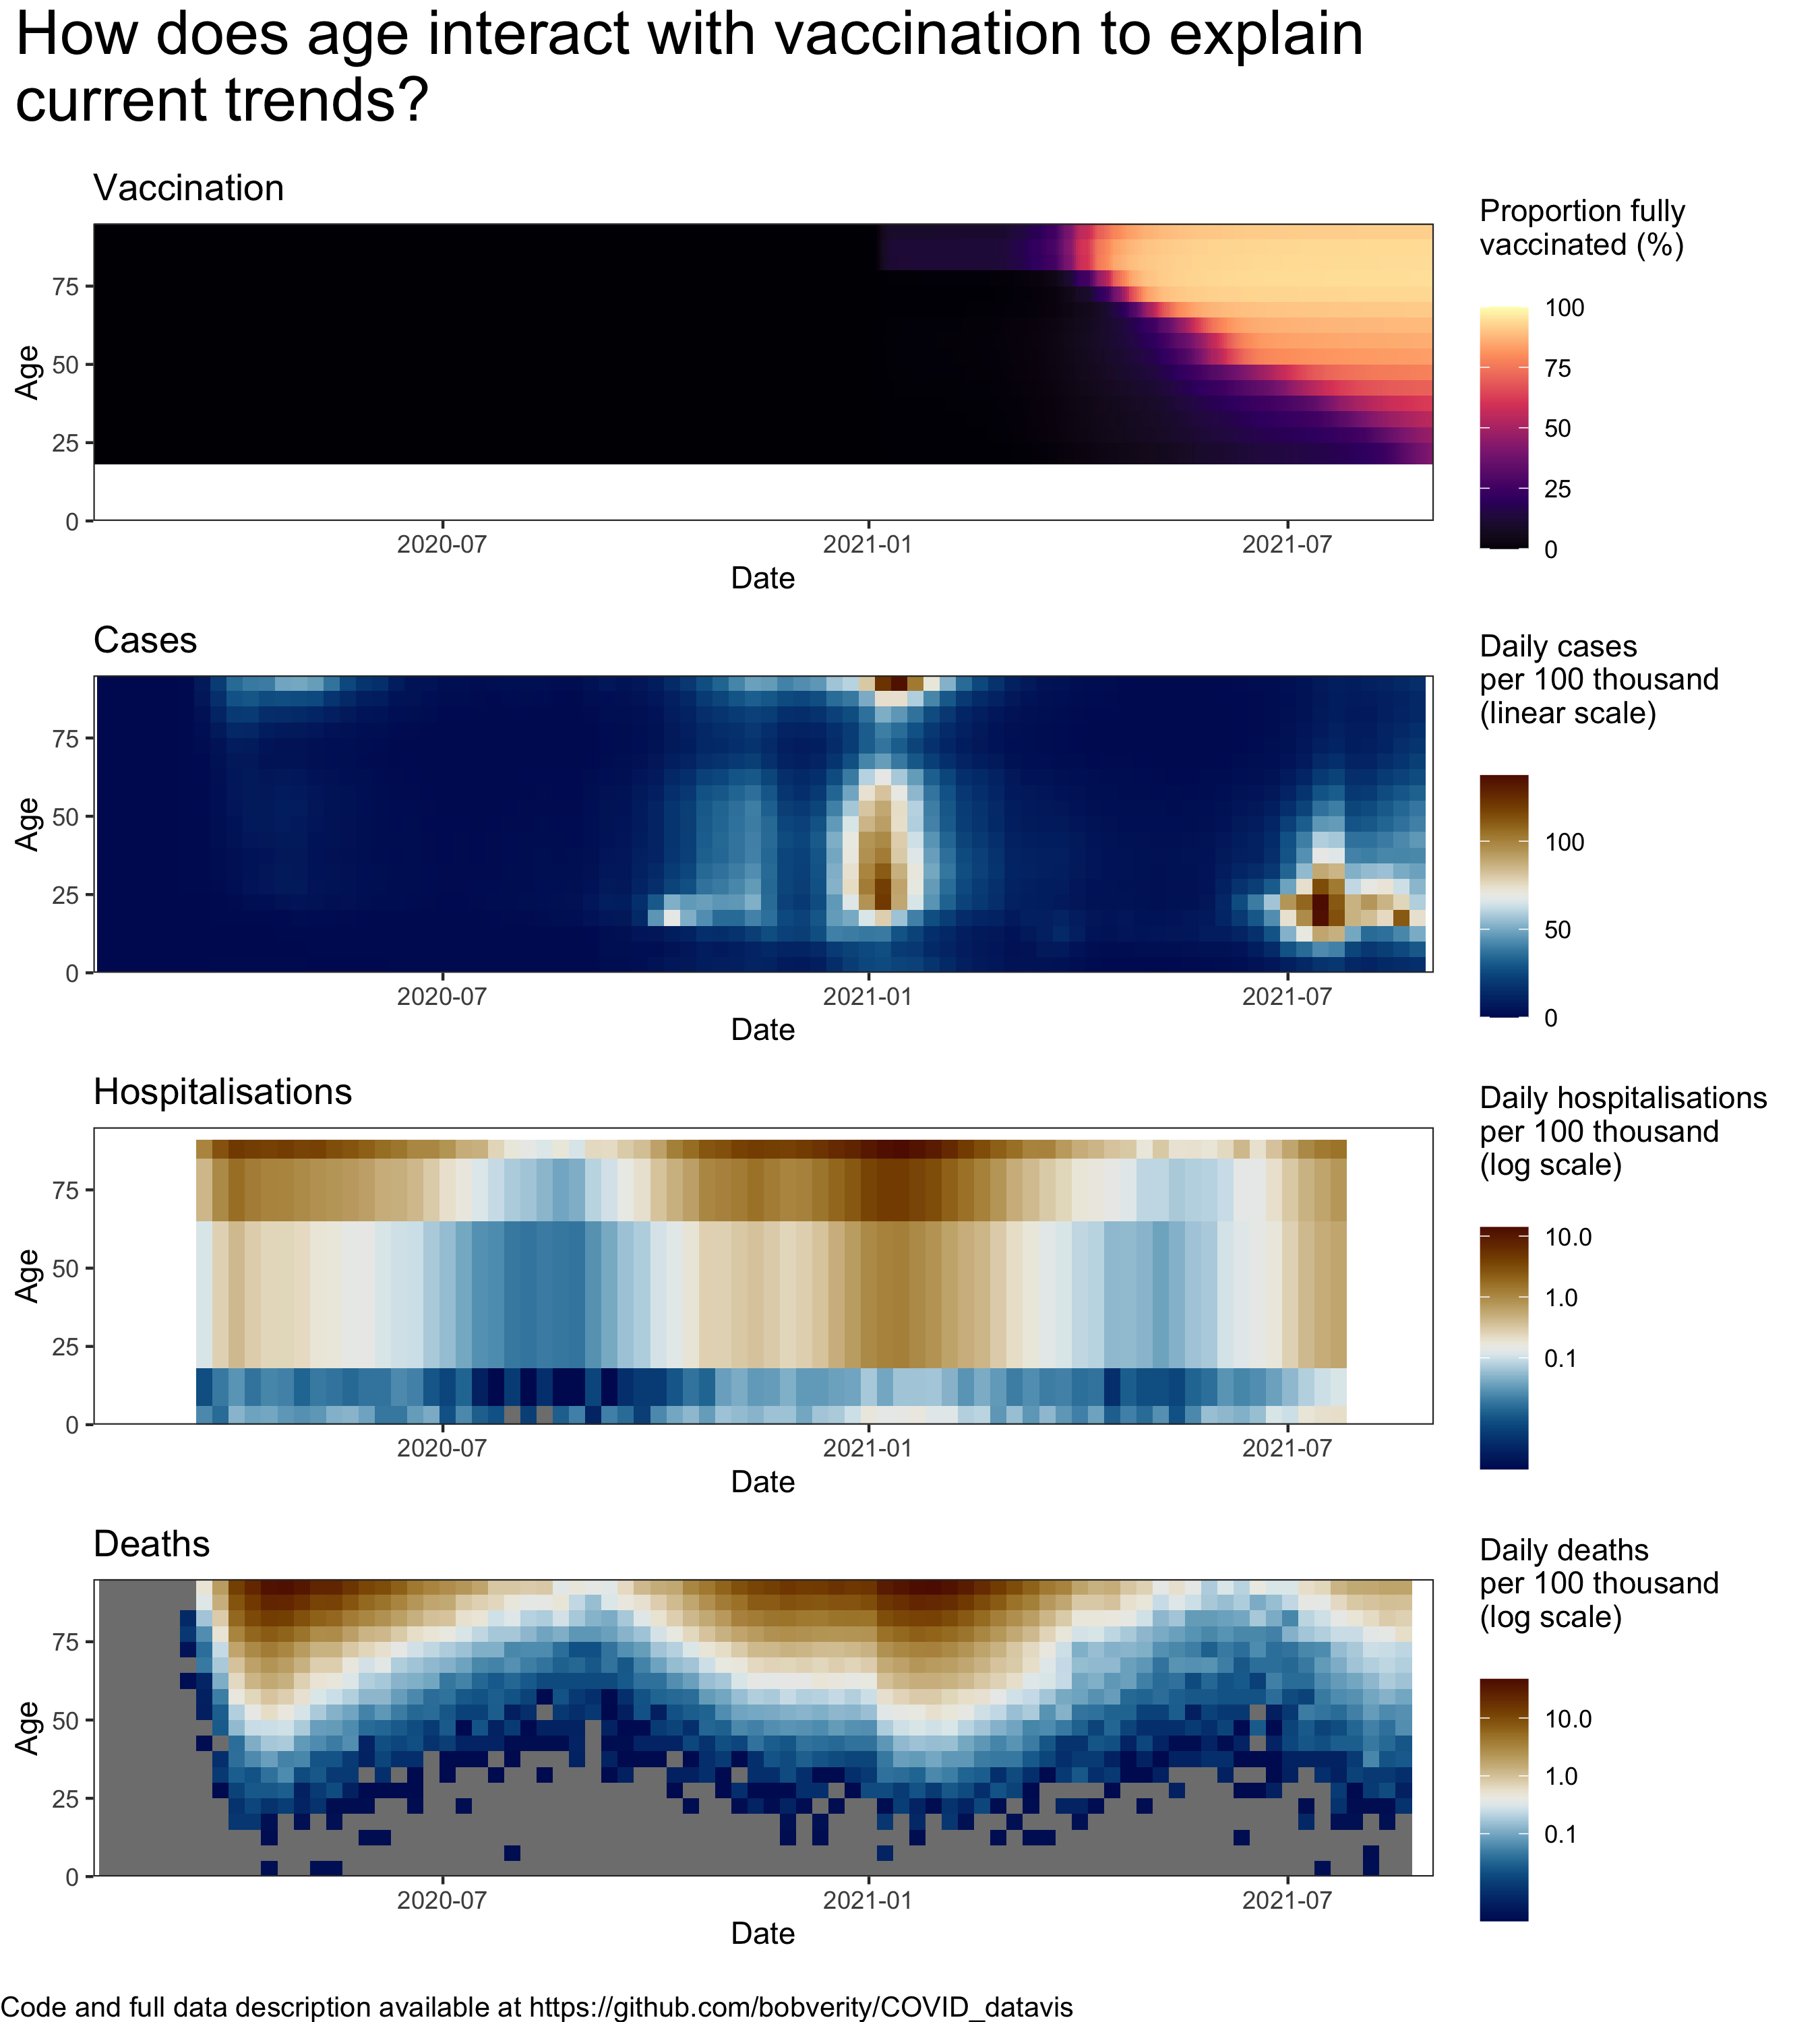 How does age interact with vaccination to explain
current trends?
Vaccination
Age
75
50
25
0
2020-07
2021-01
2021-07
Date
Proportion fully
vaccinated (%)
100
75
50
25
0
Cases
Age
75
50
25
0
2020-07
2021-01
2021-07
Date
Daily cases
per 100 thousand
(linear scale)
100
50
0
Hospitalisations
Age
75
50
25
0
2020-07
2021-01
2021-07
Date
Daily hospitalisations
per 100 thousand
(log scale)
10.0
1.0
0.1
Deaths
Age
75
50
25
0
2020-07
2021-01
2021-07
Date
Daily deaths
per 100 thousand
(log scale)
10.0
1.0
0.1
Code and full data description available at https://github.com/bobverity/COVID_datavis